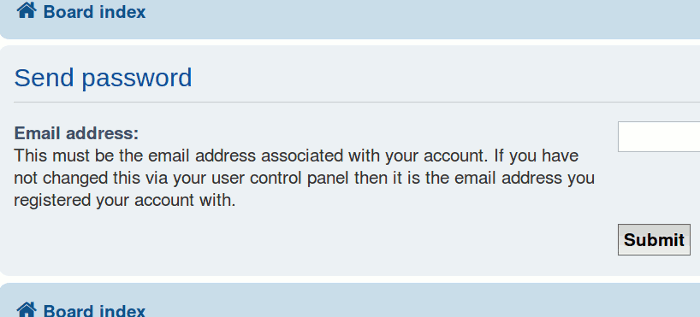 Board index
Send password
Email address:
This must be the email address associated with your account. If you have
not changed this via your user control panel then it is the email address you
registered your account with.
Submit
Board index